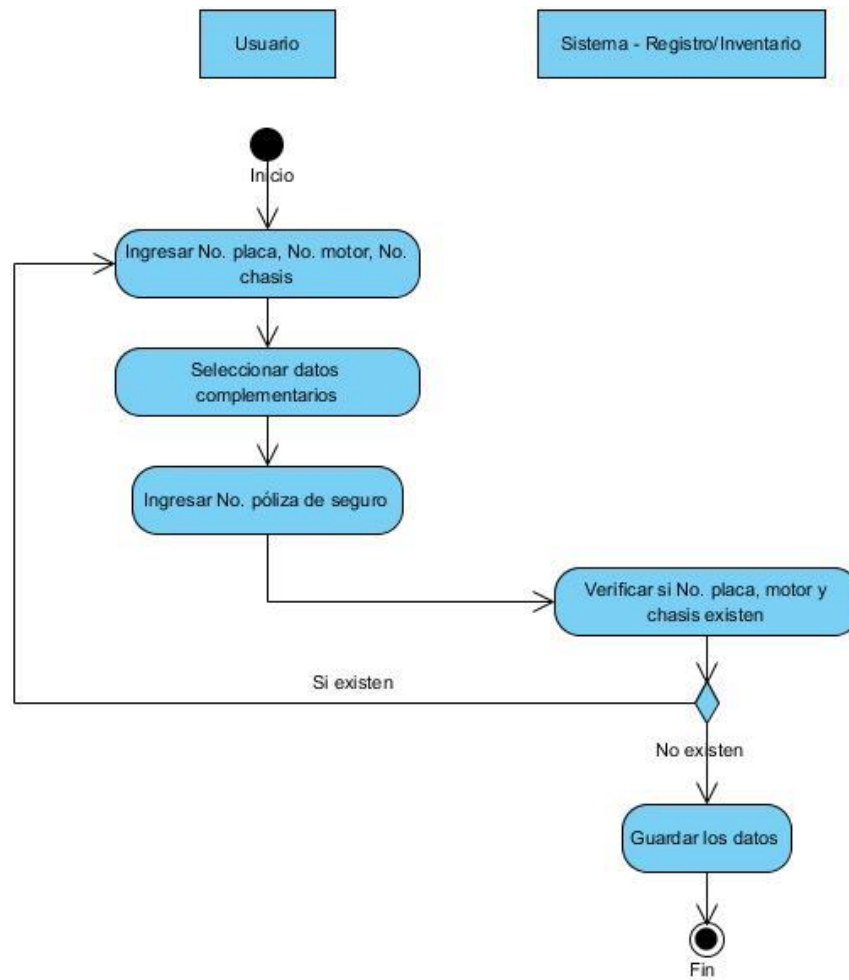 Usuario
Sistema - Registro/Inventario
Inicio
Ingresar No. placa, No. motor, No.
chasis
Seleccionar datos
complementarios
Ingresar No. póliza de seguro
Verificar si No. placa, motor y
chasis existen
Si existen
No existen
Guardar los datos
Fin